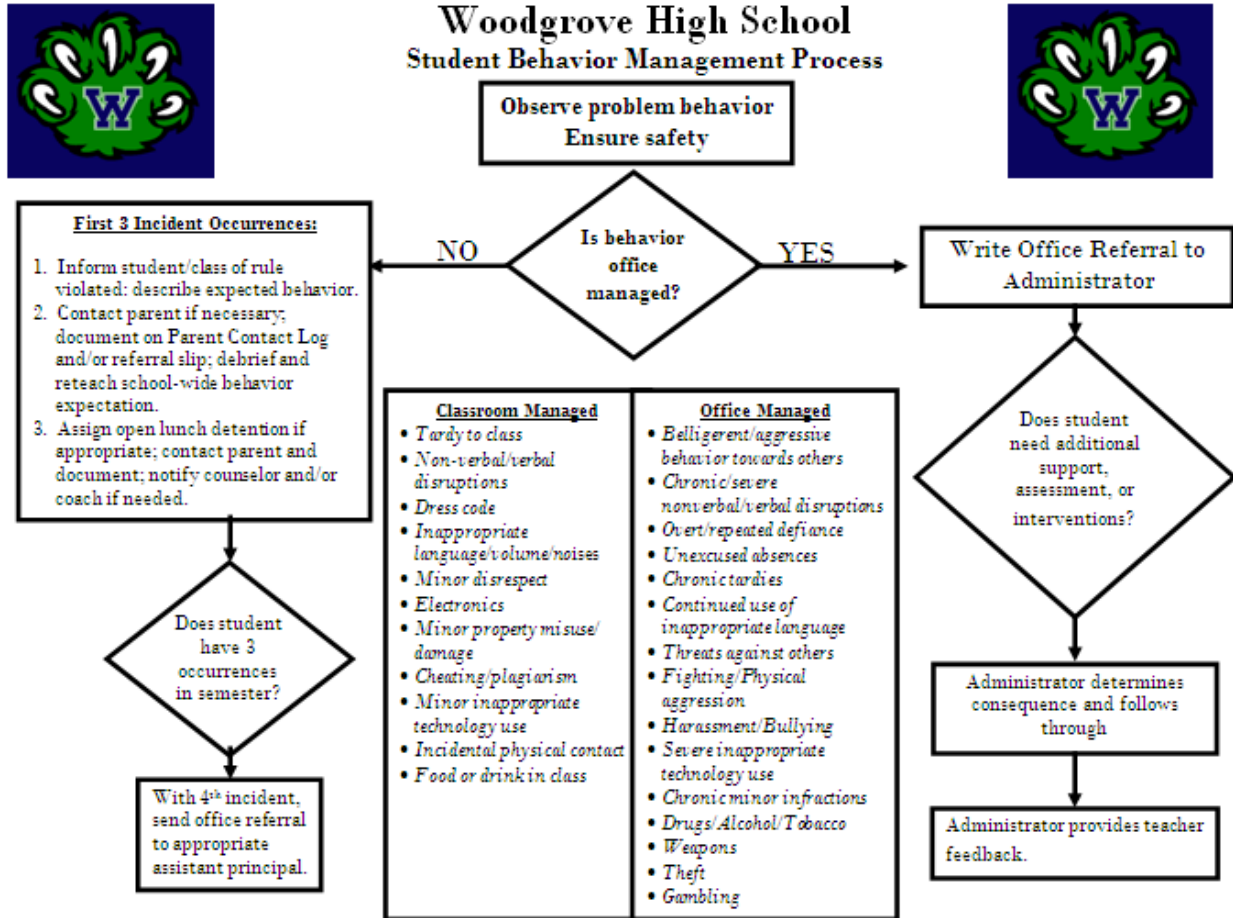 Woodgrove High School
Student Behavior Management Process
W
W
Observe problem behavior
Ensure safety
Is behavior
office
managed?
NO
YES
First 3 Incident Occurrences:
1. Inform student/class of rule
violated: describe expected behavior.
2. Contact parent if necessary;
document on Parent Contact Log
and/or referral slip; debrief and
reteach school-wide behavior
expectation.
3. Assign open lunch detention if
appropriate; contact parent and
document; notify counselor and/or
coach if needed.
Does student
have 3
occurrences
in semester?
With 4th incident,
send office referral
to appropriate
assistant principal.
Classroom Managed
• Tardy to class
• Non-verbal/verbal
disruptions
• Dress code
• Inappropriate
language/volume/noises
• Minor disrespect
• Electronics
• Minor property misuse/
damage
• Cheating/plagiarism
• Minor inappropriate
technology use
• Incidental physical contact
• Food or drink in class
Office Managed
• Belligerent/aggressive
behavior towards others
• Chronic/severe
nonverbal/verbal disruptions
• Overt/repeated defiance
• Unexcused absences
• Chronic tardies
• Continued use of
inappropriate language
• Threats against others
• Fighting/Physical
aggression
• Harassment/Bullying
• Severe inappropriate
technology use
• Chronic minor infractions
• Drugs/Alcohol/Tobacco
• Weapons
• Theft
• Gambling
Write Office Referral to
Administrator
Does student
need additional
support,
assessment, or
interventions?
Administrator determines
consequence and follows
through
Administrator provides teacher
feedback.